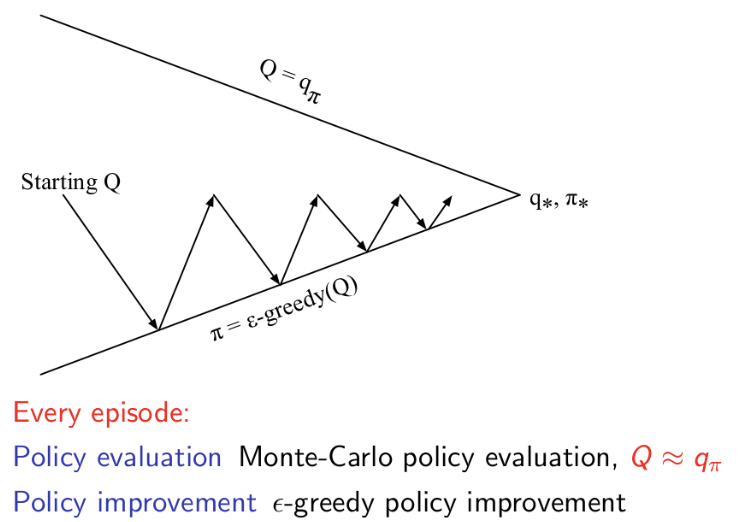 Q = qπ
Starting Q
q*, π*
π = ε-greedy(Q)
Every episode:
Policy evaluation Monte-Carlo policy evaluation, Q ≈ qπ
Policy improvement ϵ-greedy policy improvement